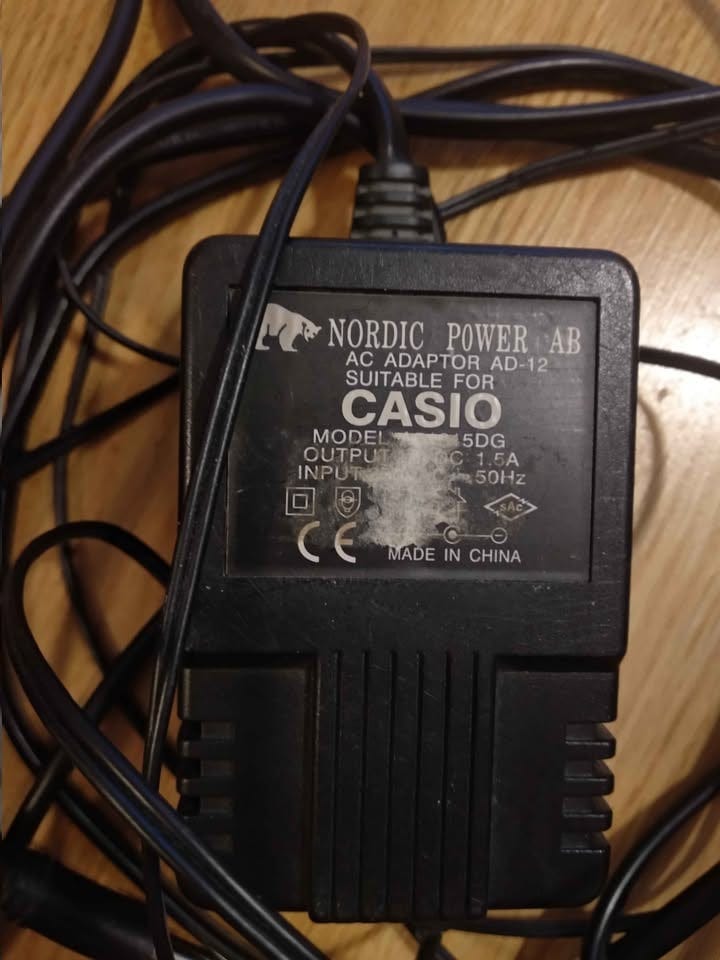 NORDIC POWER AB
AC ADAPTOR AD-12
SUITABLE FOR
CASIO
MODEL 5DG
OUTPUT 1.5A
INPUT 50Hz
sAc
CE
MADE IN CHINA